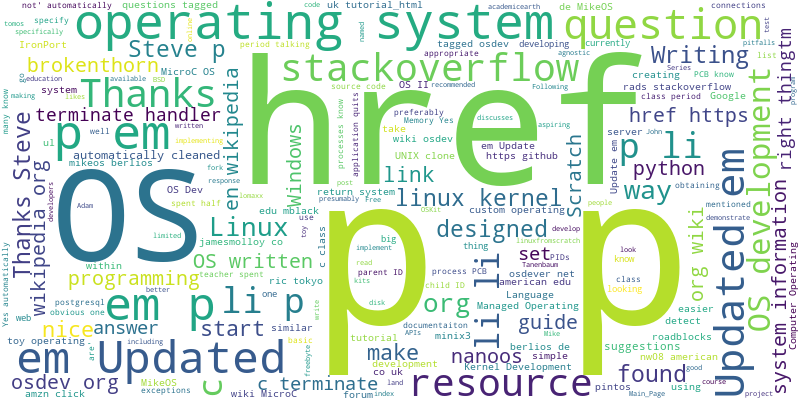 not' automatically
specify
tomos
specifically
questions tagged
operating system
code
uk tutorial_html
academicearth
named
question
de MikeOS
connections
test
pitfalls
list
IronPort
brokenthorn
Steve p
period talking
MicroC OS
tagged osdev
developing
agnostic
appropriate
currently
Writing
Series
PCB know
creating
rads stackoverflow
class period
Google
go
education
making
system
likes
Thanks
available
BSD
stackoverflow
OS II
source code
recommended
Following
preferably
discusses
aspiring
href
many know
terminate handler
p em
well
written
implementing
ul
automatically cleaned
mikeos berlios
fork
developers
OS Dev
response
lomaxx
return system
post
presumably
Free
en wikipedia
Windows
processes know
application quits
take
Memory Yes
wiki osdev
UNIX clone
em Update
https github
Scratch
href https
server
John
Update em
python
p li
way
obtaining
mentioned
demonstrate
OS development
right thingtm
program
Thanks Steve
wikipedia org
Adam
OS
spent half
limited
Linux
edu mblack
jamesmolloy co
OS written
teacher spent
link
linux kernel
designed
custom operating
OSKit
toy
use
linuxfromscratch
develop
people
implement
big
thing
process PCB
PIDs
osdever net
set
american edu
child ID
parent ID
read
kits
Tanenbaum
Language
Managed Operating
org
minix3
Mike
APIs
documentaiton
li li
look
know
class
looking
org wiki
easier
detect
roadblocks
suggestions
Updated em
system information
Computer Operating
Yes automatically
within
programming
postgresql
obvious one
web
nice
answer
toy operating
are
em p
li p
ric tokyo
one
start
similar
including
better
basic
write
disk
freebyte
tutorial
co uk
make
development
nanoos
guide
berlios de
simple
Kernel Development
found
nw08 american
good
pintos
using
em Updated
osdev org
MikeOS
amzn click
exceptions
c
c terminate
wiki MicroC
forum
index
land
resource
course
Main_Page
project
p
p